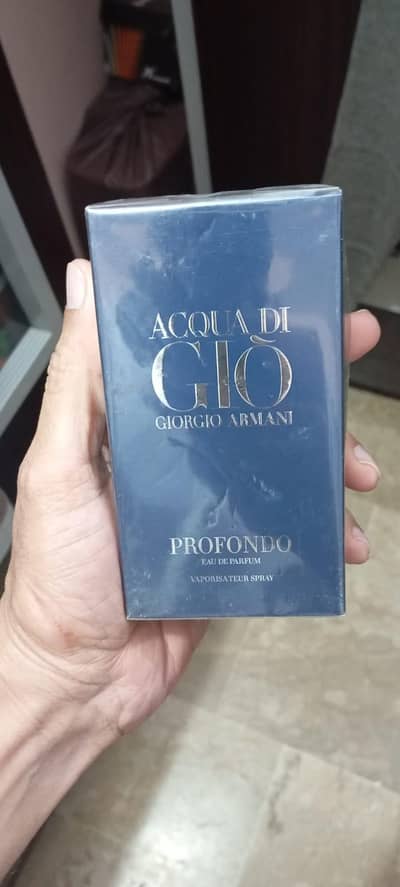 ACQUA DI
GIÒ
GIORGIO ARMANI
PROFONDO
EAU DE PARFUM
VAPORISATEUR SPRAY